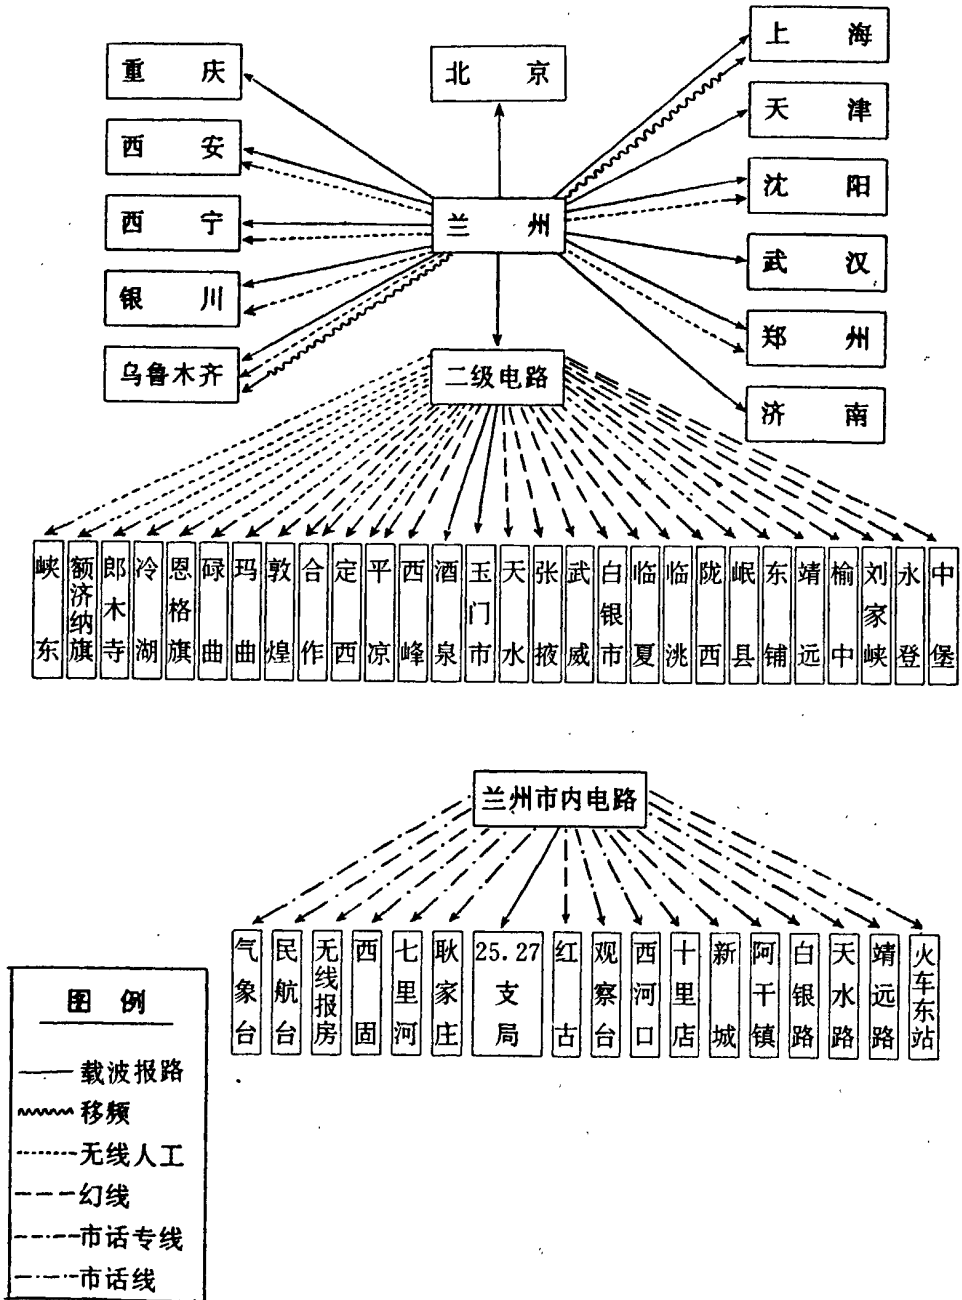 上海
重庆
北京
天津
西安
沈阳
西宁
兰州
武汉
银川
郑州
乌鲁木齐
二级电路
济南
峡东
额济纳旗
郎木寺
冷湖
恩格旗
碌曲
玛曲
敦煌
合作
定西
平凉
西峰
酒泉
玉门市
天水
张掖
武威
白银市
临夏
临洮
陇西
岷县
东铺
靖远
榆中
刘家峡
永登
中堡
兰州市内电路
气象台
民航台
无线报房
西固
七里河
耿家庄
25.27支局
红古
观察台
西河口
十里店
新城
阿干镇
白银路
天水路
靖远路
火车东站
图例
载波报路
移频
无线人工
幻线
市话专线
市话线